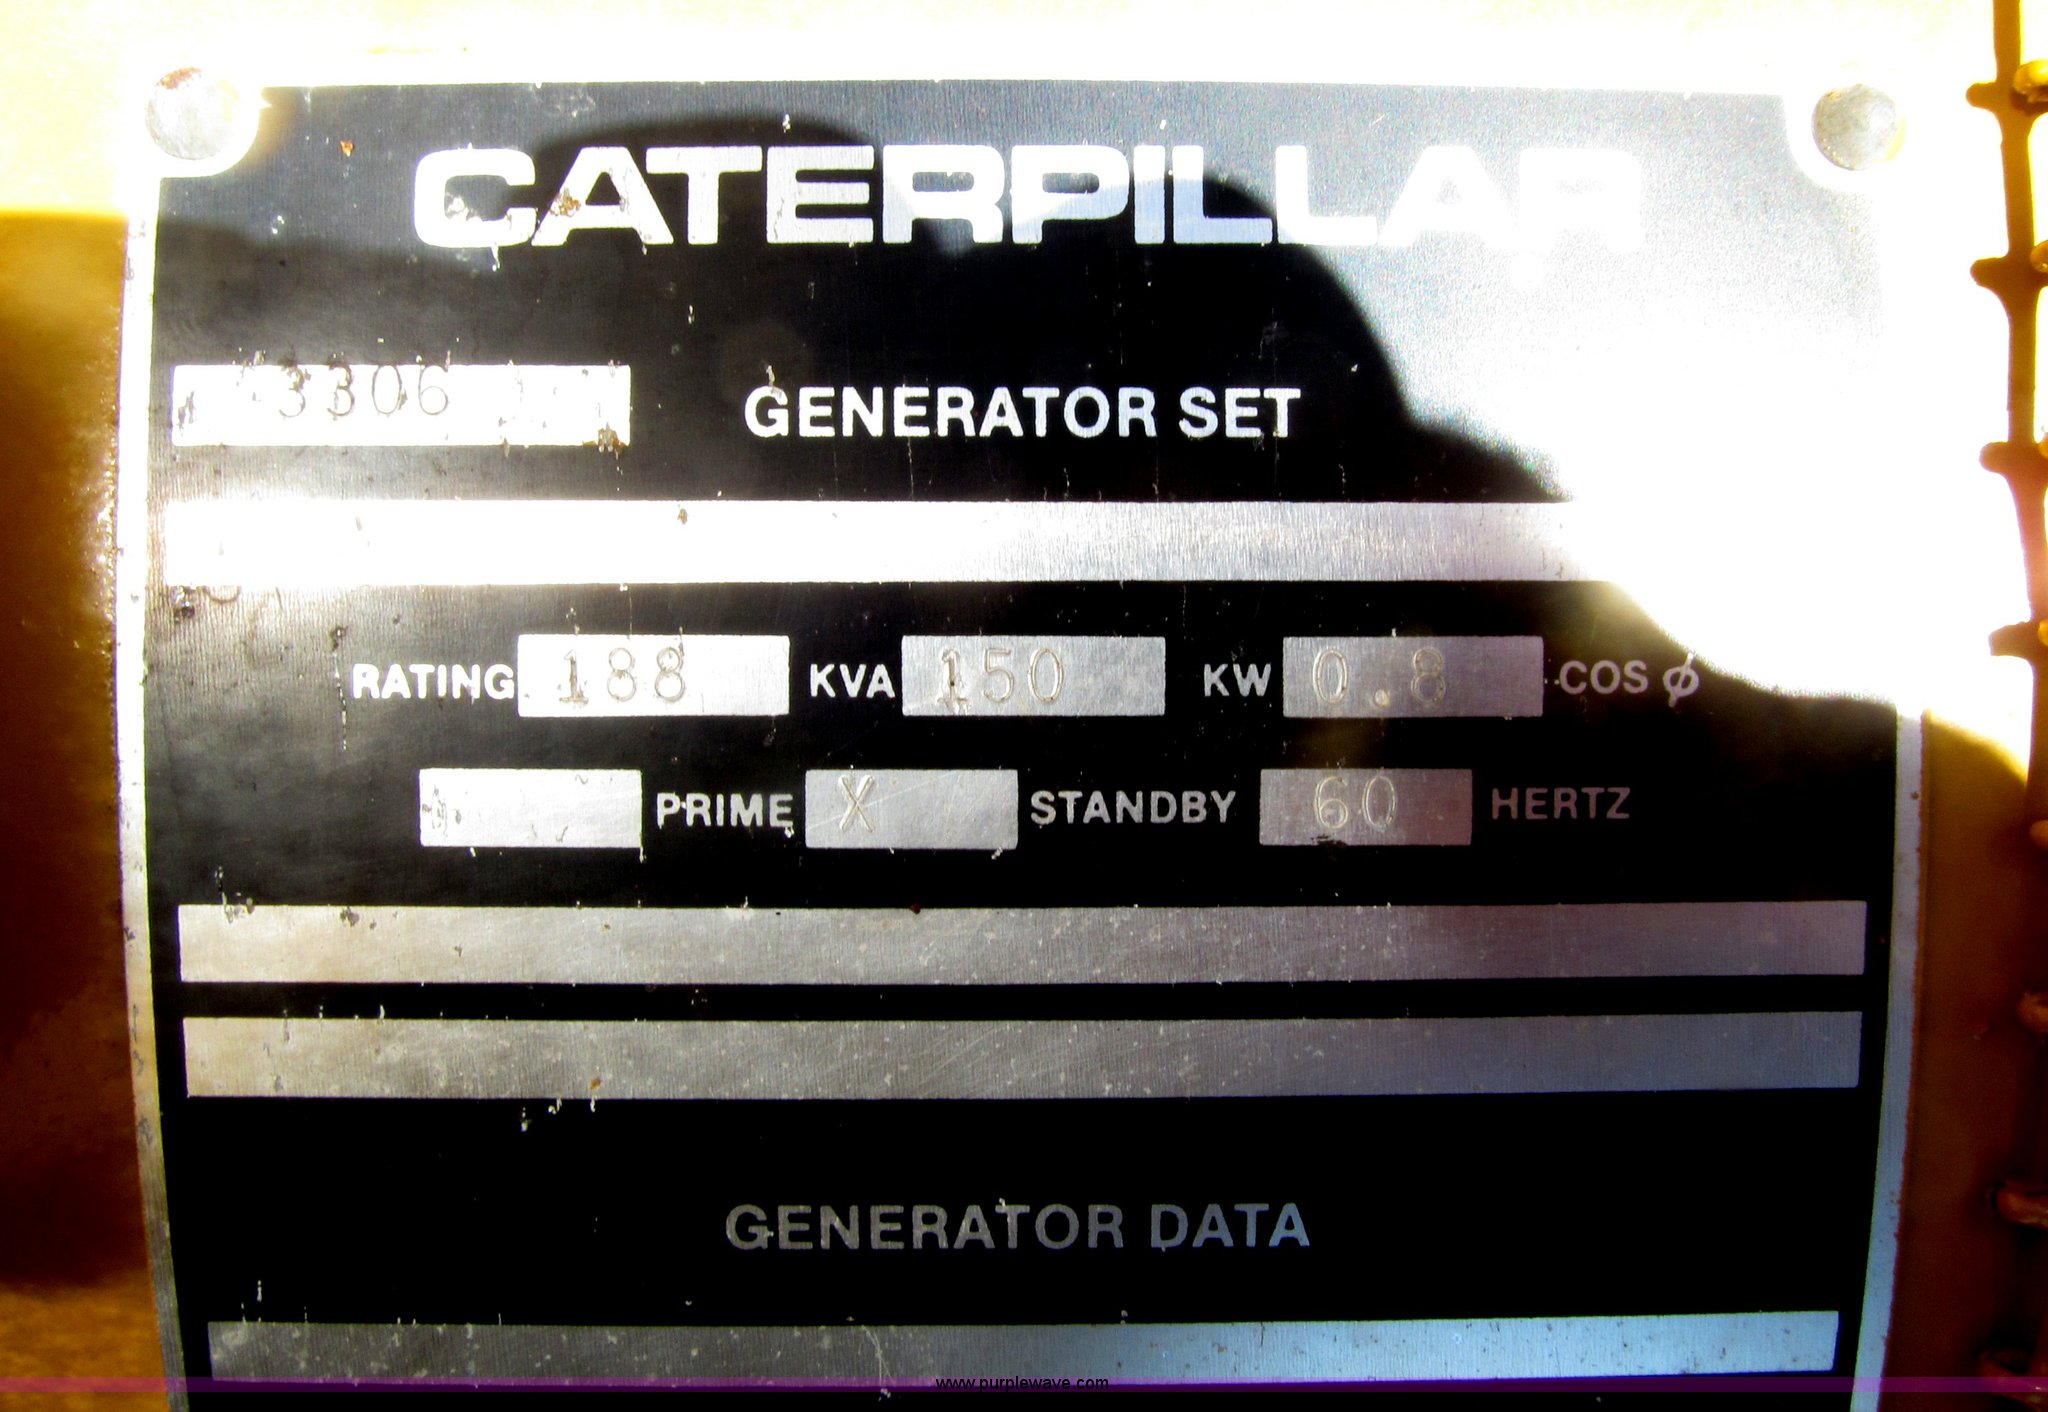 CATERPILLAR
3306 GENERATOR SET
RATING 188 KVA 150 KW 0.8 COS ϕ
PRIME X STANDBY 60 HERTZ
GENERATOR DATA
www.purplewave.com